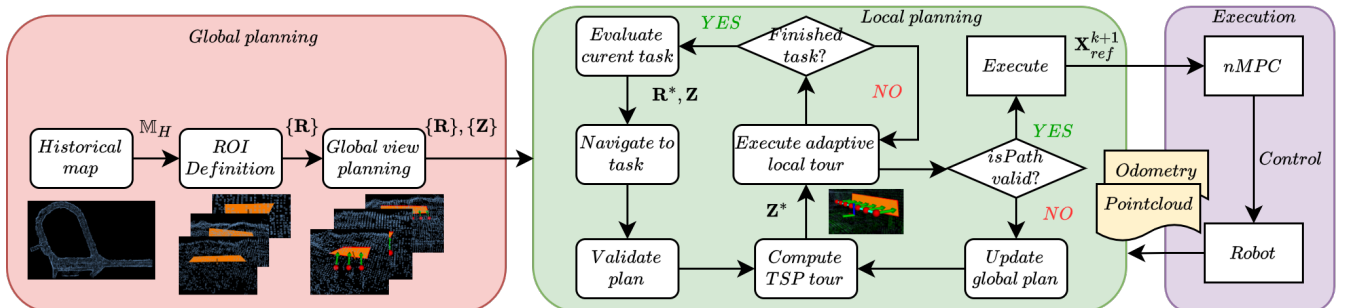 Global planning
Historical
map
𝕄_H
ROI
Definition
{R}
Global view
planning
{R}, {Z}
Local planning
Evaluate
curent task
YES
Finished
task?
R*, Z
NO
Navigate to
task
Execute adaptive
local tour
Validate
plan
Z*
Compute
TSP tour
isPath
valid?
YES
Execute
NO
Update
global plan
X_{ref}^{k+1}
Execution
nMPC
Control
Odometry
Pointcloud
Robot